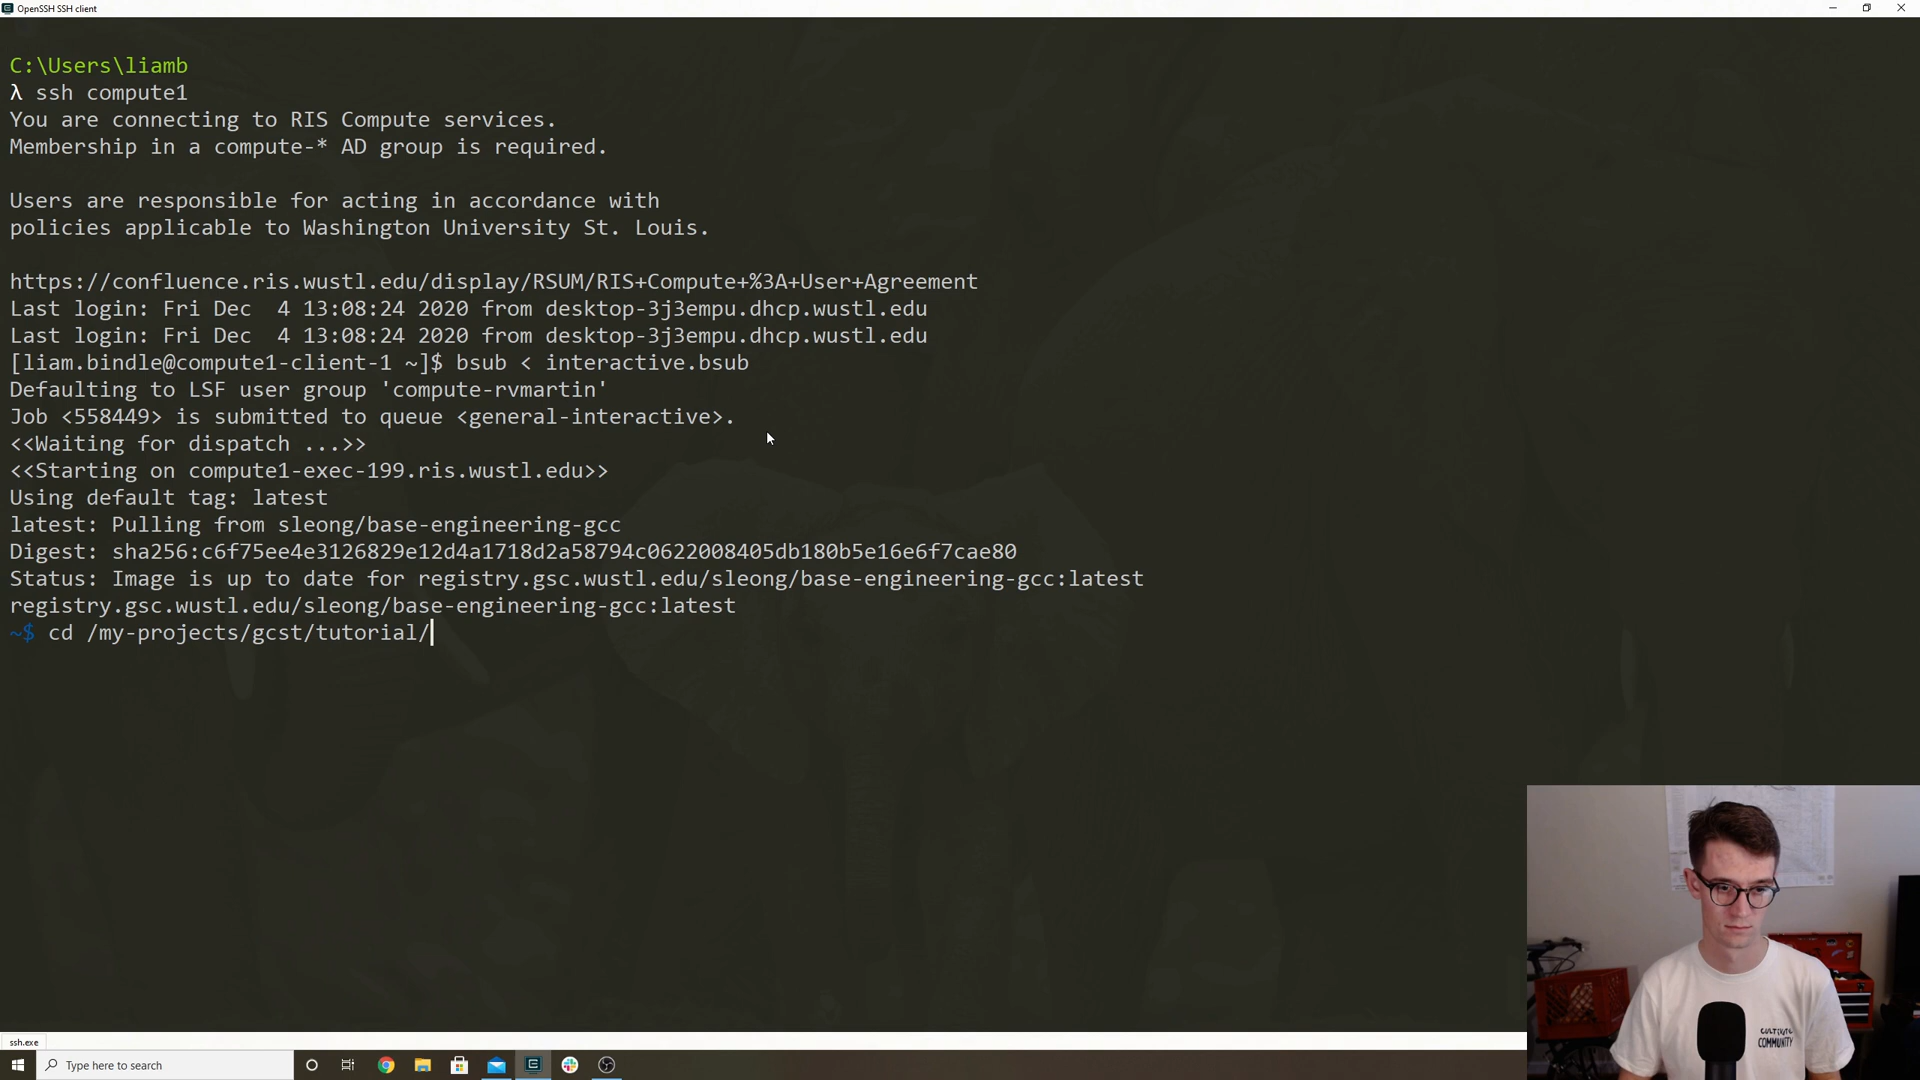 OpenSSH SSH client
C:\Users\liamb
λ ssh compute1
You are connecting to RIS Compute services.
Membership in a compute-* AD group is required.
Users are responsible for acting in accordance with
policies applicable to Washington University St. Louis.
https://confluence.ris.wustl.edu/display/RSUM/RIS+Compute+%3A+User+Agreement
Last login: Fri Dec  4 13:08:24 2020 from desktop-3j3empu.dhcp.wustl.edu
Last login: Fri Dec  4 13:08:24 2020 from desktop-3j3empu.dhcp.wustl.edu
[liam.bindle@compute1-client-1 ~]$ bsub < interactive.bsub
Defaulting to LSF user group 'compute-rvmartin'
Job <558449> is submitted to queue <general-interactive>.
<<Waiting for dispatch ...>>
<<Starting on compute1-exec-199.ris.wustl.edu>>
Using default tag: latest
latest: Pulling from sleong/base-engineering-gcc
Digest: sha256:c6f75ee4e3126829e12d4a1718d2a58794c0622008405db180b5e16e6f7cae80
Status: Image is up to date for registry.gsc.wustl.edu/sleong/base-engineering-gcc:latest
registry.gsc.wustl.edu/sleong/base-engineering-gcc:latest
~$ cd /my-projects/gcst/tutorial/
CULTIVATE
COMMUNITY
ssh.exe
Type here to search